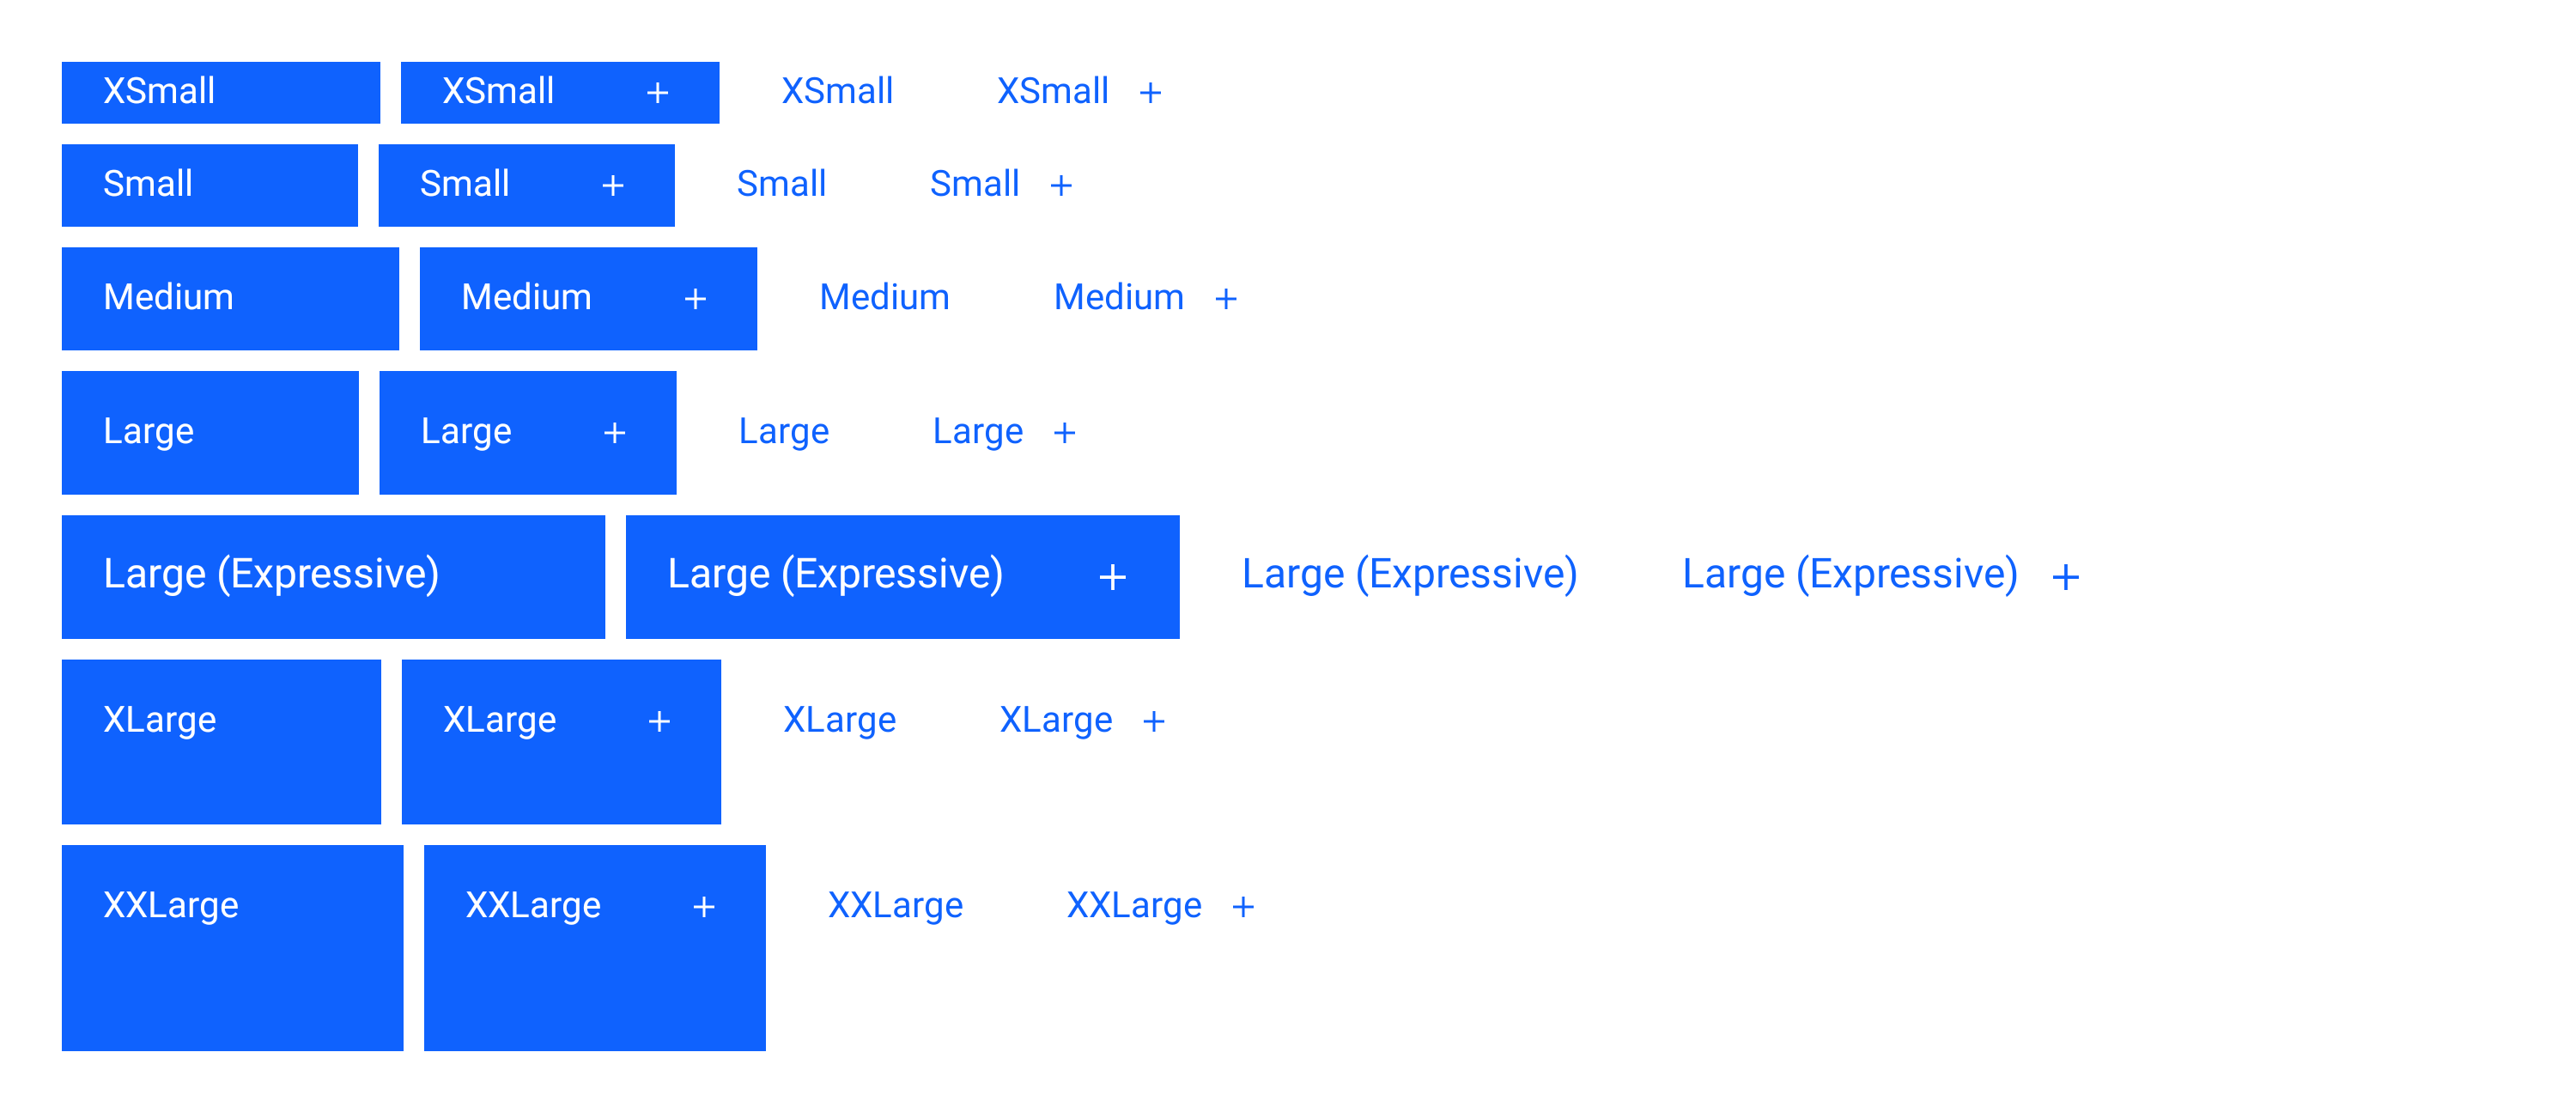 XSmall XSmall + XSmall XSmall +
Small Small + Small Small +
Medium Medium + Medium Medium +
Large Large + Large Large +
Large (Expressive) Large (Expressive) + Large (Expressive) Large (Expressive) +
XLarge XLarge + XLarge XLarge +
XXLarge XXLarge + XXLarge XXLarge +